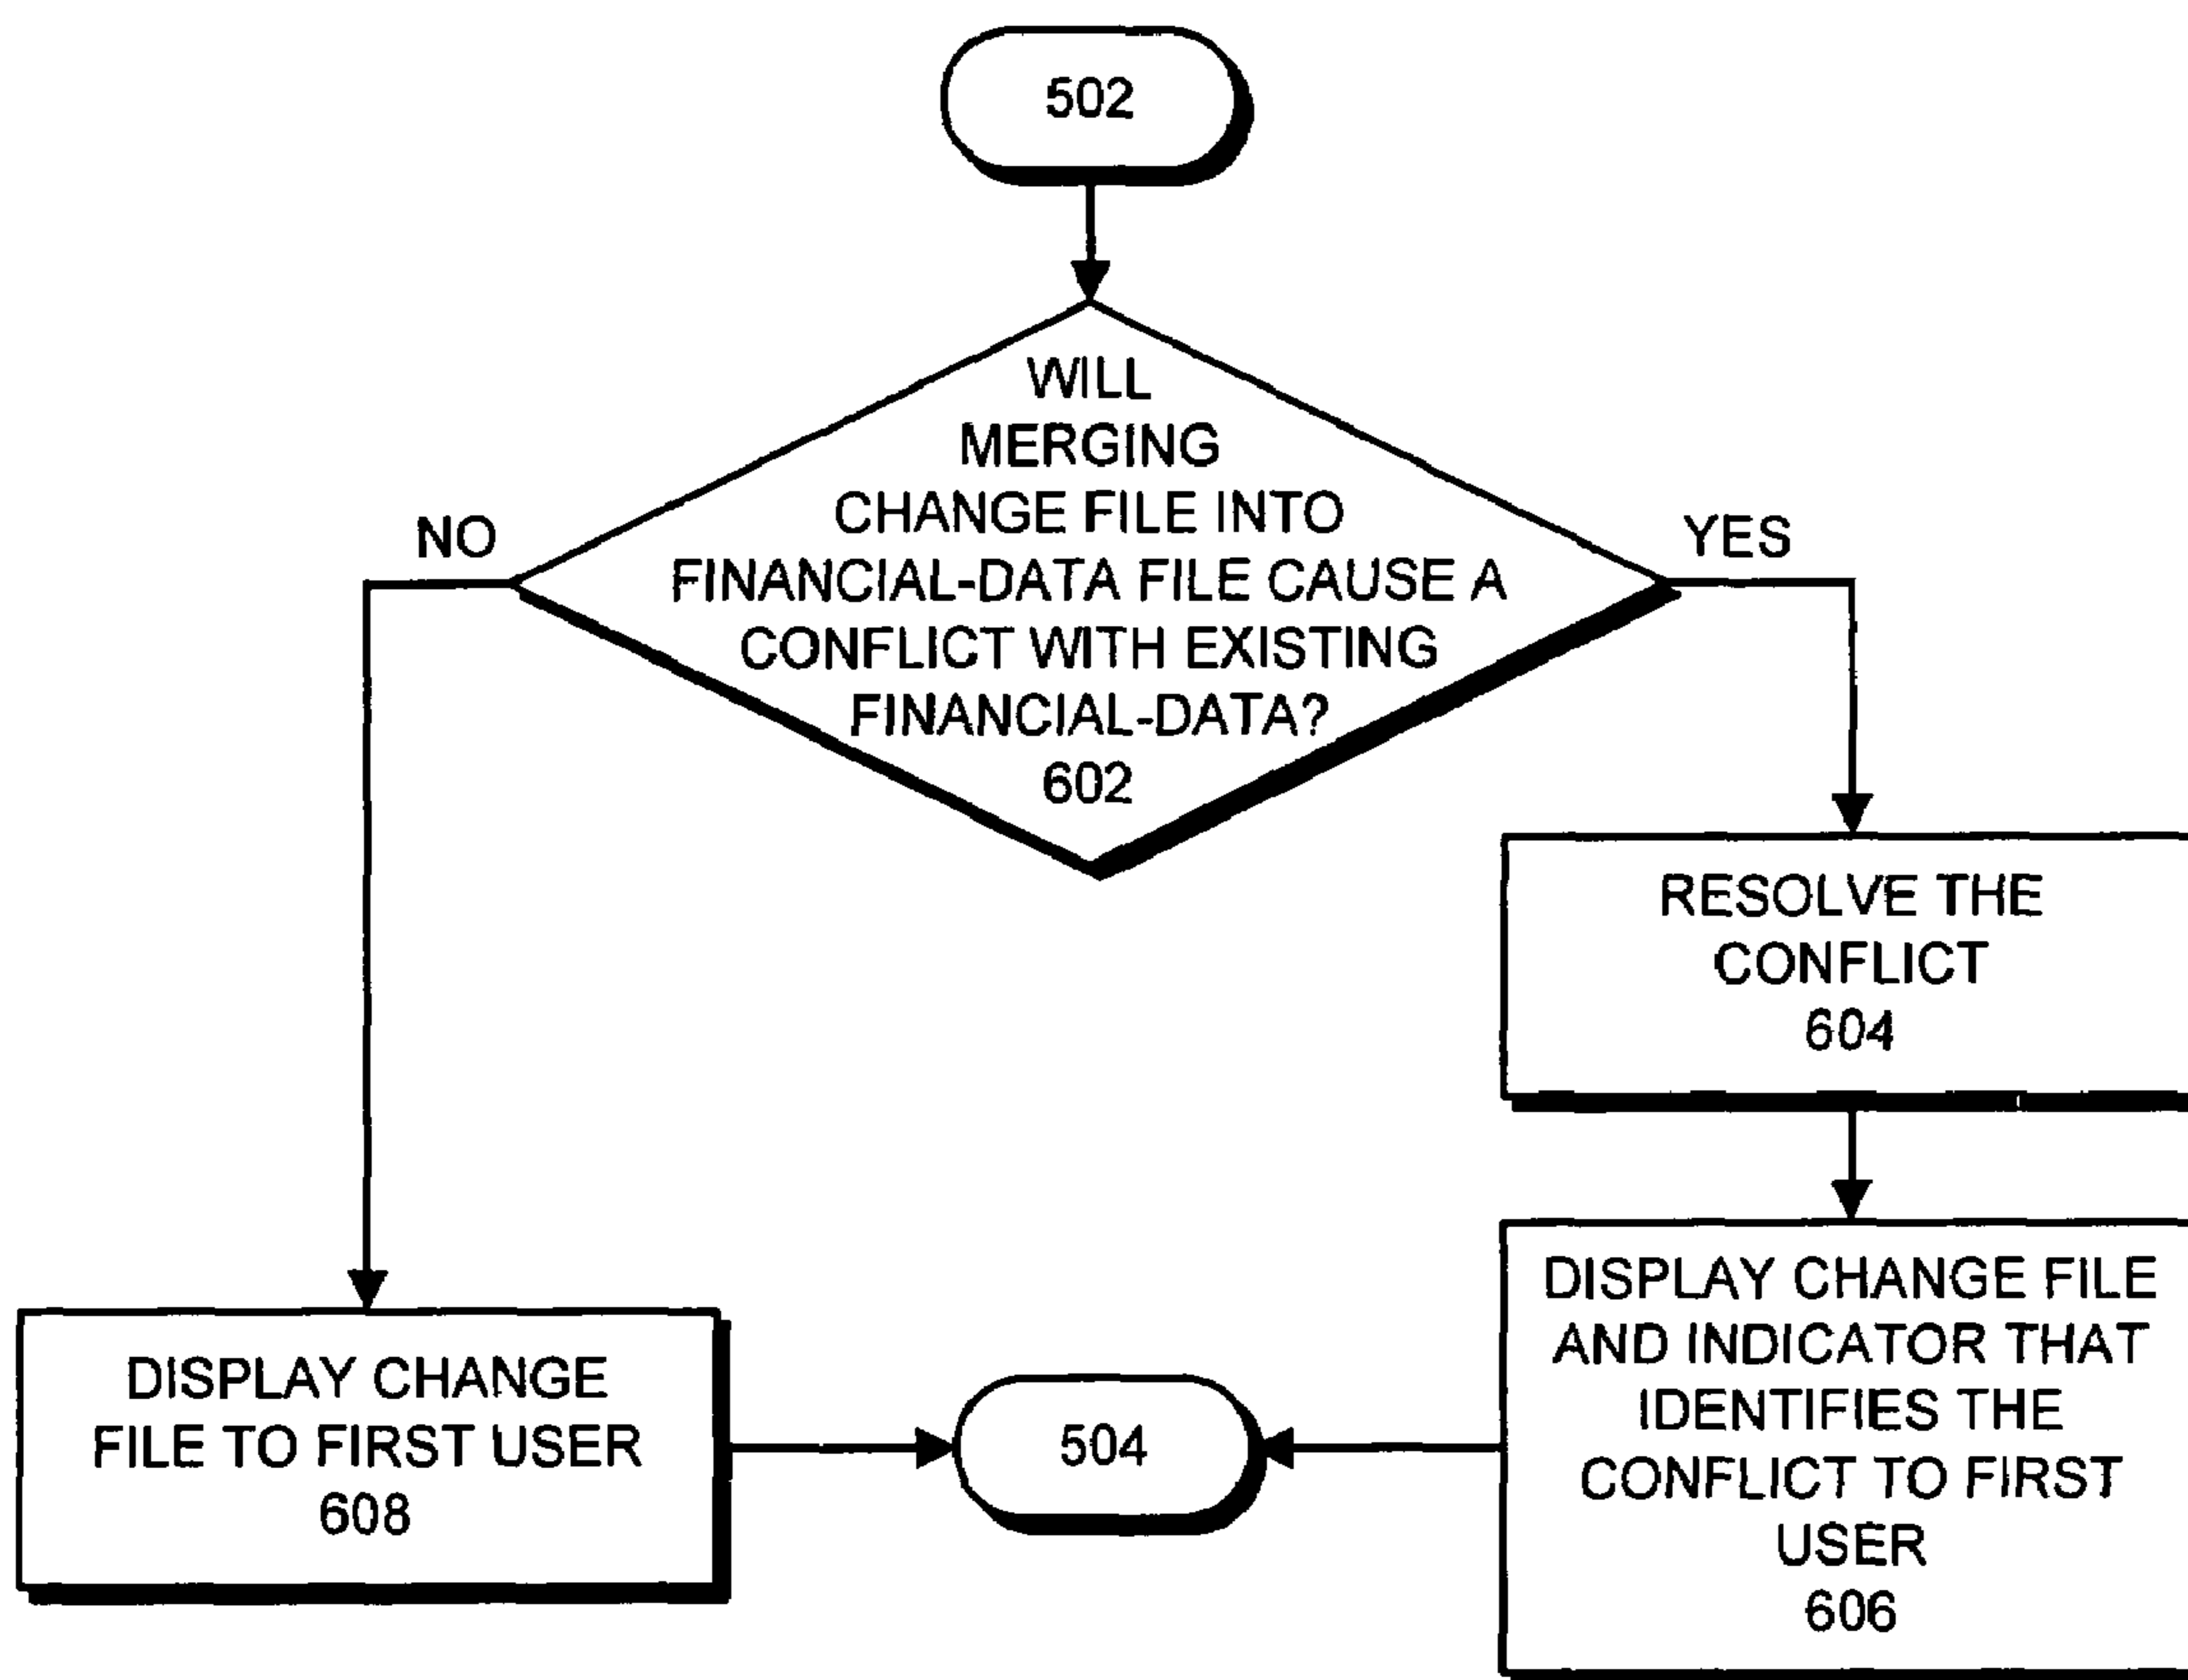 502
WILL
MERGING
CHANGE FILE INTO
FINANCIAL-DATA FILE CAUSE A
CONFLICT WITH EXISTING
FINANCIAL-DATA?
602
NO
YES
RESOLVE THE
CONFLICT
604
DISPLAY CHANGE FILE
AND INDICATOR THAT
IDENTIFIES THE
CONFLICT TO FIRST
USER
606
DISPLAY CHANGE
FILE TO FIRST USER
608
504